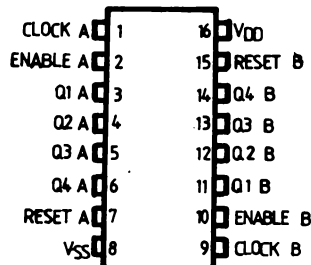 CLOCK A 1 16 VDD
ENABLE A 2 15 RESET B
Q1 A 3 14 Q4 B
Q2 A 4 13 Q3 B
Q3 A 5 12 Q2 B
Q4 A 6 11 Q1 B
RESET A 7 10 ENABLE B
VSS 8 9 CLOCK B